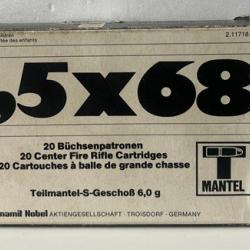 2.11718
,5x68
20 Büchsenpatronen
20 Center Fire Rifle Cartridges
20 Cartouches à balle de grande chasse
Teilmantel-S-Geschoß 6,0 g
T
MANTEL
namit Nobel AKTIENGESELLSCHAFT · TROISDORF · GERMANY